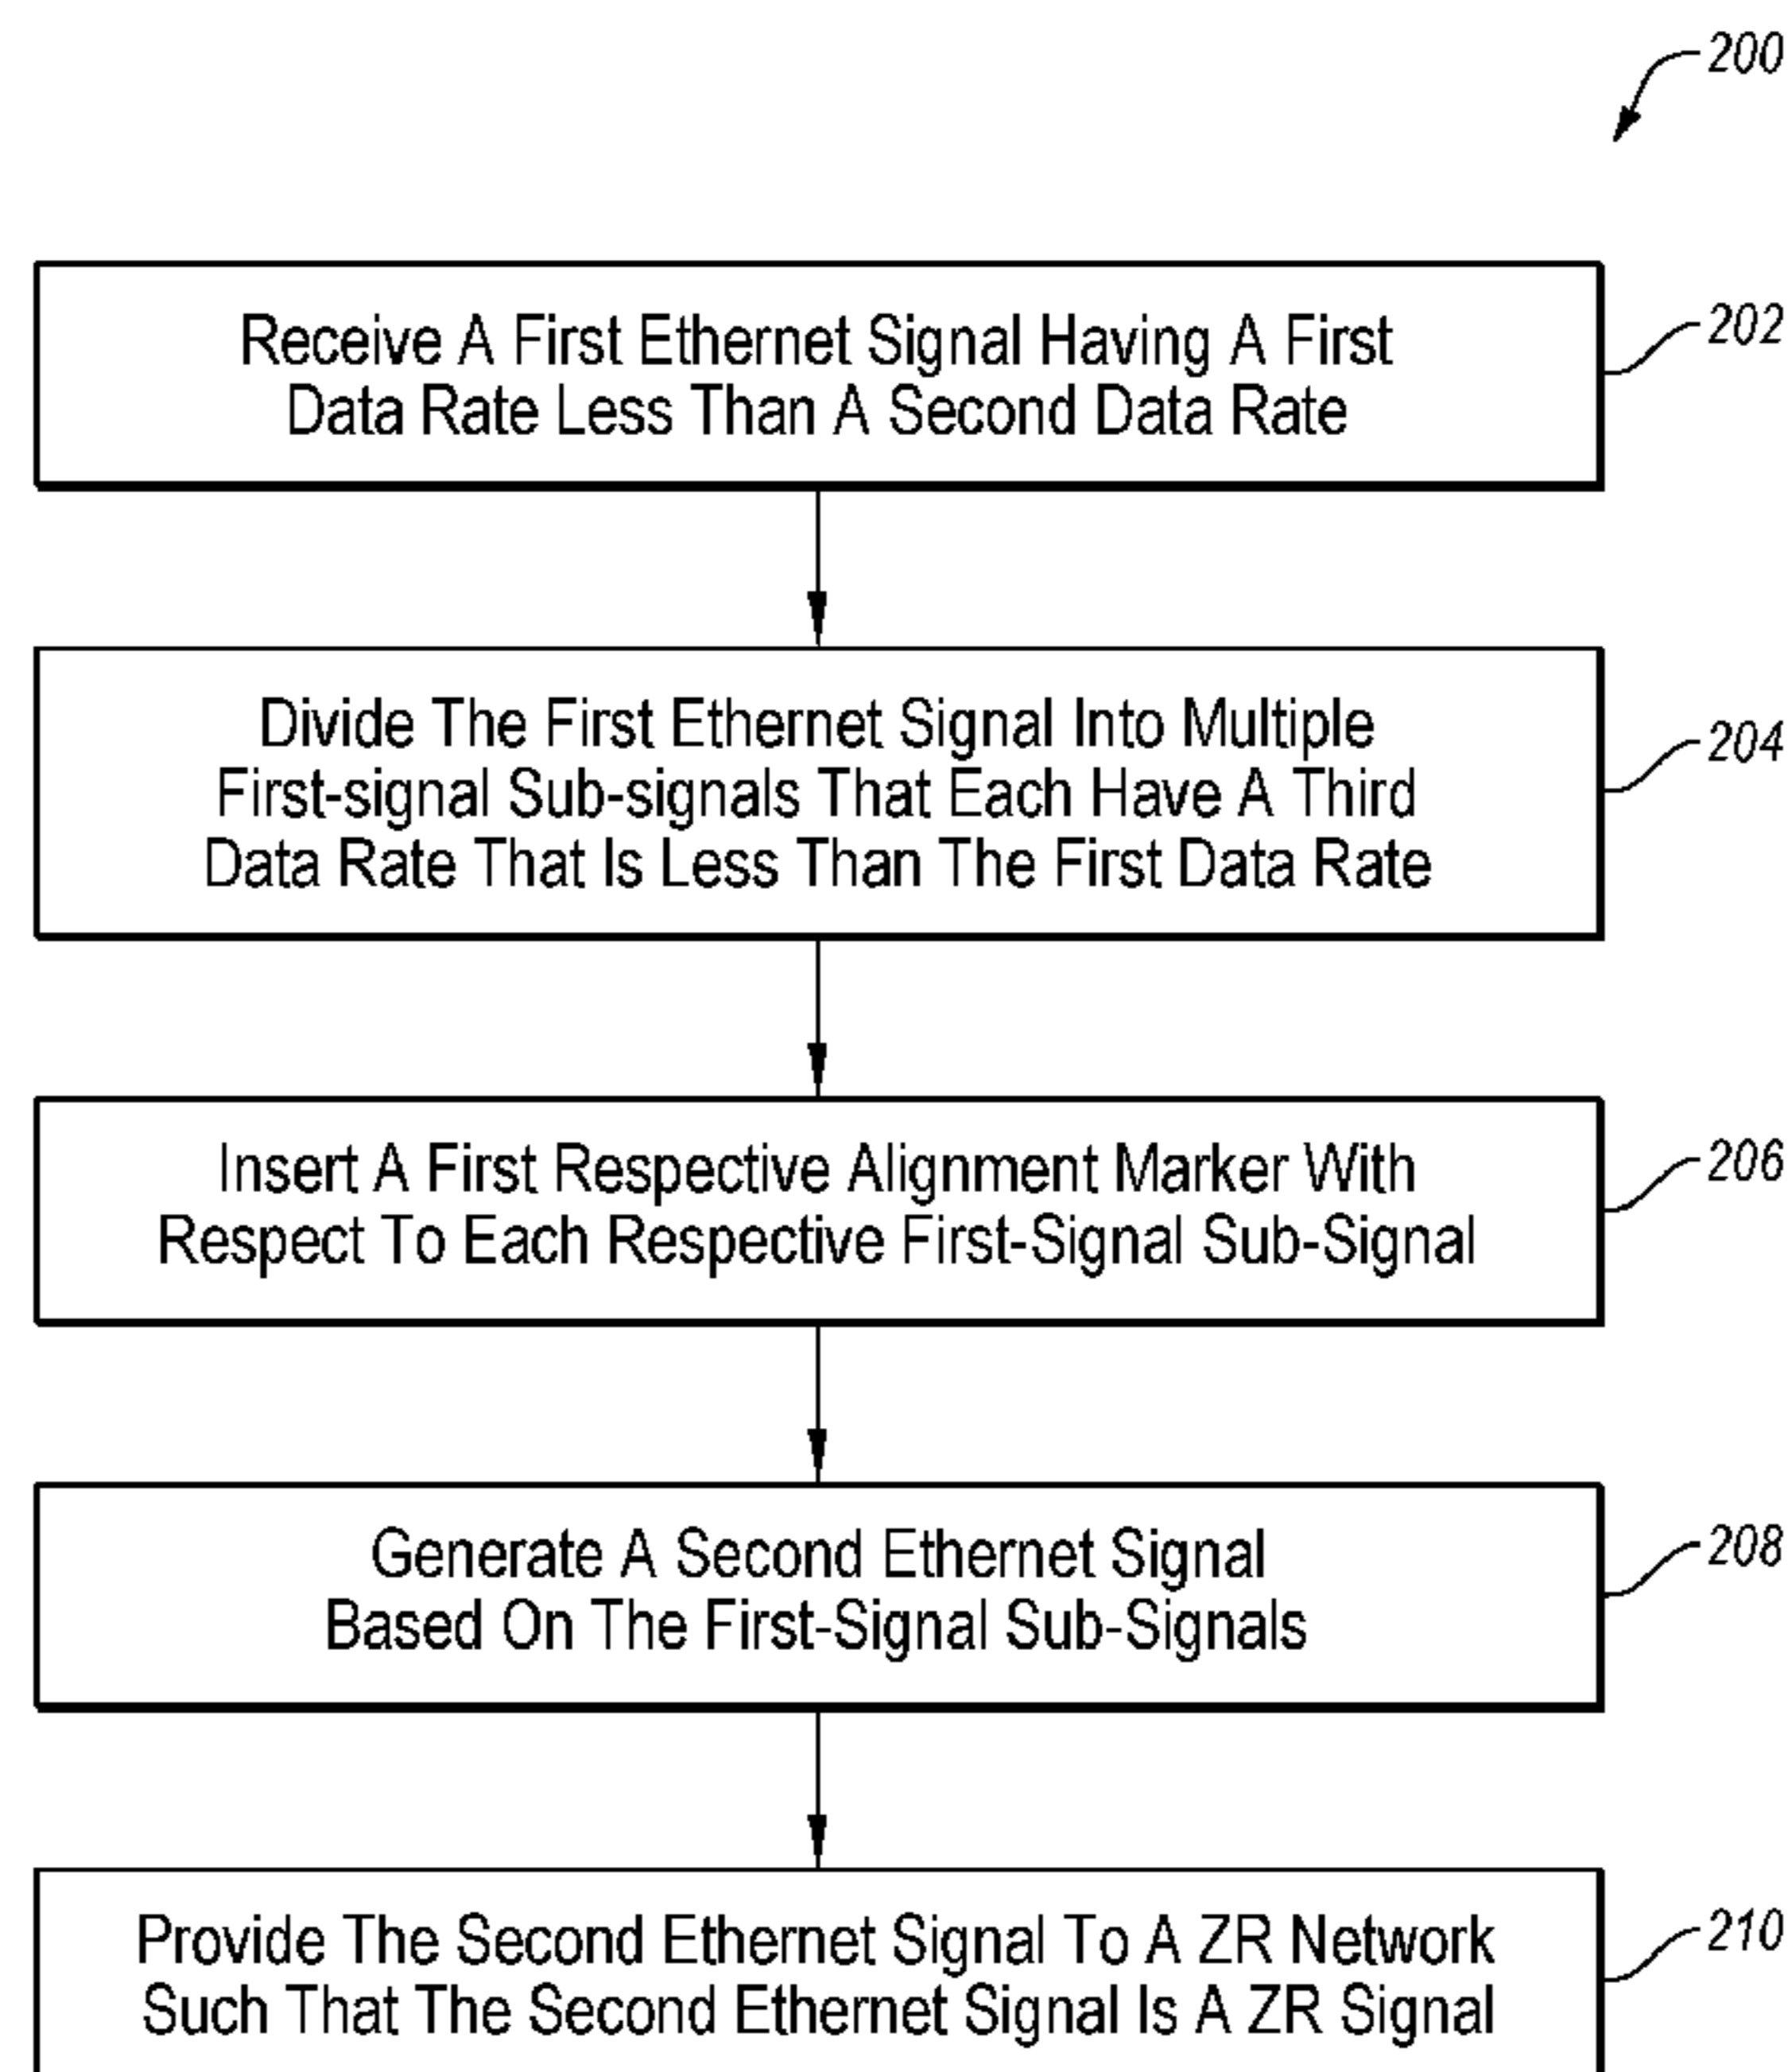 200
Receive A First Ethernet Signal Having A First
Data Rate Less Than A Second Data Rate
202
Divide The First Ethernet Signal Into Multiple
First-signal Sub-signals That Each Have A Third
Data Rate That Is Less Than The First Data Rate
204
Insert A First Respective Alignment Marker With
Respect To Each Respective First-Signal Sub-Signal
206
Generate A Second Ethernet Signal
Based On The First-Signal Sub-Signals
208
Provide The Second Ethernet Signal To A ZR Network
Such That The Second Ethernet Signal Is A ZR Signal
210